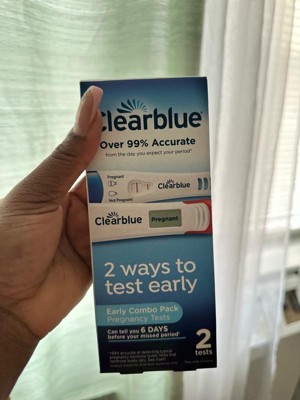 Clearblue
Over 99% Accurate
from the day you expect your period*
Pregnant
Clearblue
Not Pregnant
Clearblue
Pregnant
2 ways to
test early
Early Combo Pack
Pregnancy Tests
Can tell you 6 DAYS
before your missed period†
2
tests